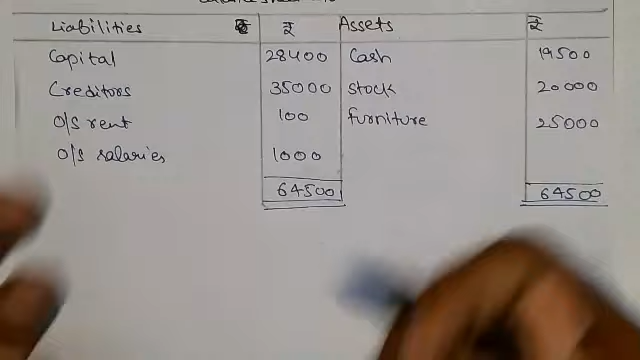 Liabilities ₹ Assets ₹
Capital 28400 Cash 19500
Creditors 35000 Stock 20000
O/s rent 100 furniture 25000
O/s salaries 1000
64500 64500